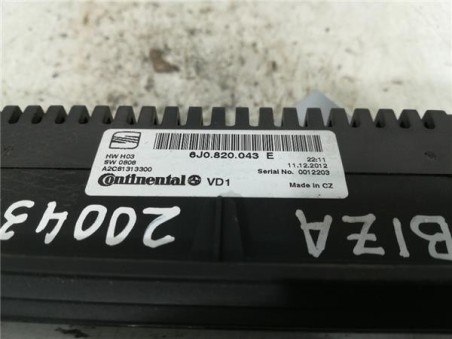 6J0.820.043 E
HW H03
SW 0808
A2C81313300
22:11
11.12.2012
Serial No. 0012203
Continental VD1
Made in CZ
20043
BIZA